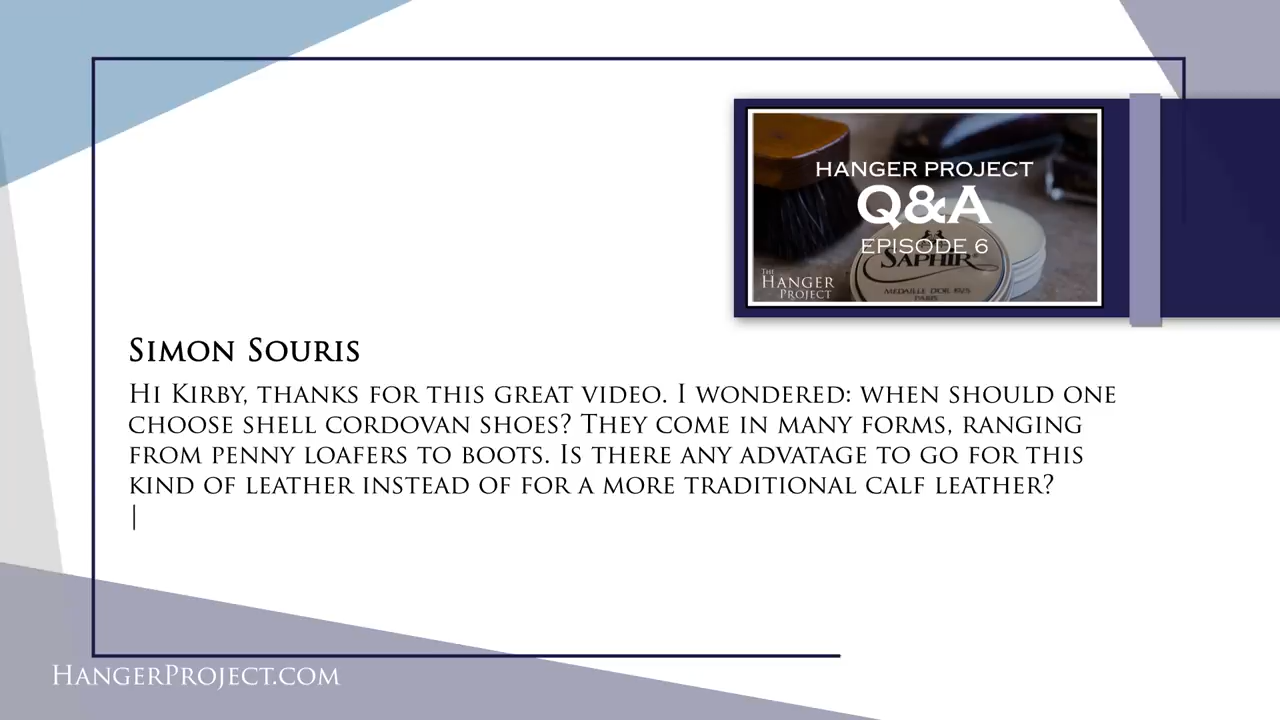 HANGER PROJECT
Q&A
EPISODE 6
SAPHIR
MEDAILLE D'OR 1925
PARIS
THE
HANGER
PROJECT
SIMON SOURIS
HI KIRBY, THANKS FOR THIS GREAT VIDEO. I WONDERED: WHEN SHOULD ONE
CHOOSE SHELL CORDOVAN SHOES? THEY COME IN MANY FORMS, RANGING
FROM PENNY LOAFERS TO BOOTS. IS THERE ANY ADVATAGE TO GO FOR THIS
KIND OF LEATHER INSTEAD OF FOR A MORE TRADITIONAL CALF LEATHER?
HANGERPROJECT.COM